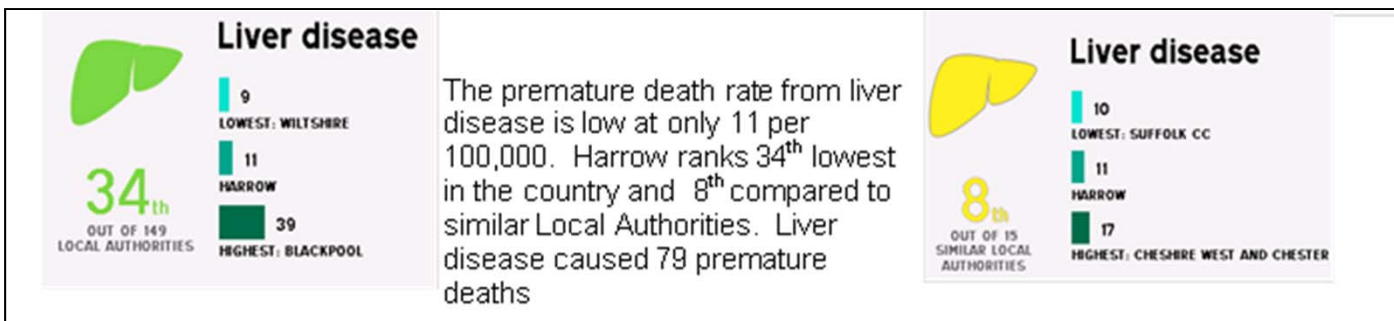 Liver disease
9
LOWEST: WILTSHIRE
11
HARROW
39
HIGHEST: BLACKPOOL
34th
OUT OF 149
LOCAL AUTHORITIES
The premature death rate from liver
disease is low at only 11 per
100,000. Harrow ranks 34th lowest
in the country and 8th compared to
similar Local Authorities. Liver
disease caused 79 premature
deaths
Liver disease
10
LOWEST: SUFFOLK CC
11
HARROW
17
HIGHEST: CHESHIRE WEST AND CHESTER
8th
OUT OF 15
SIMILAR LOCAL
AUTHORITIES